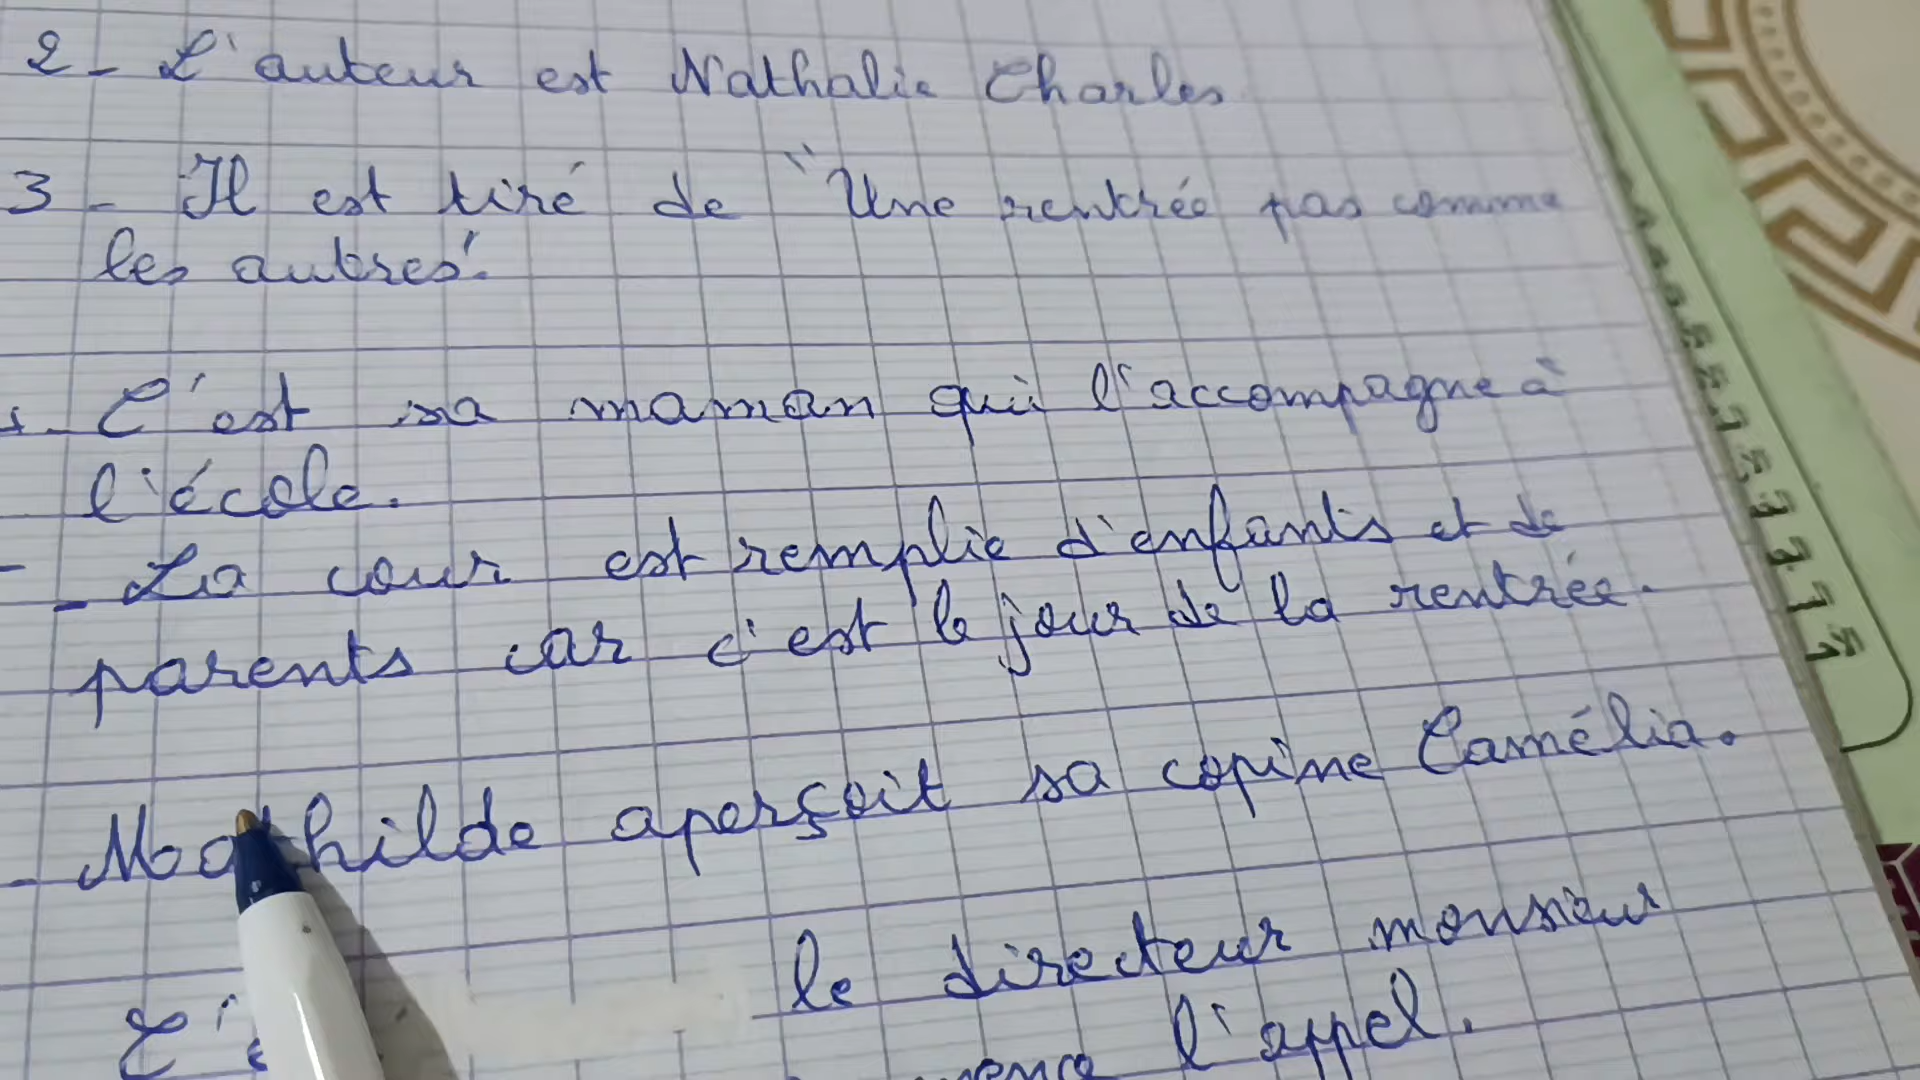 2 - L'auteur est Nathalie Charles
3 - Il est tiré de "Une rentrée pas comme
les autres".
C'est sa maman qui l'accompagne à
l'école.
- La cour est remplie d'enfants et de
parents car c'est le jour de la rentrée.
- Mathilde aperçoit sa copine Camélia.
le directeur monsieur
l'appel.